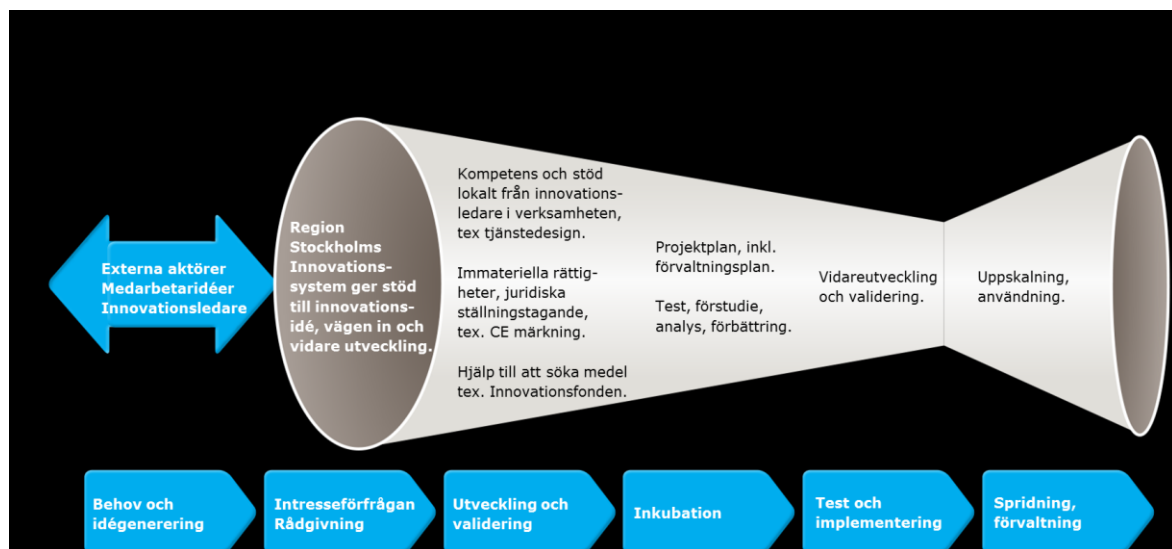 Externa aktörer
Medarbetaridéer
Innovationsledare
Region
Stockholms
Innovations-
system ger stöd
till innovations-
idé, vägen in och
vidare utveckling.
Kompetens och stöd
lokalt från innovations-
ledare i verksamheten,
tex tjänstedesign.
Immateriella rättig-
heter, juridiska
ställningstagande,
tex. CE märkning.
Hjälp till att söka medel
tex. Innovationsfonden.
Projektplan, inkl.
förvaltningsplan.
Test, förstudie,
analys, förbättring.
Vidareutveckling
och validering.
Uppskalning,
användning.
Behov och
idégenerering
Intresseförfrågan
Rådgivning
Utveckling och
validering
Inkubation
Test och
implementering
Spridning,
förvaltning